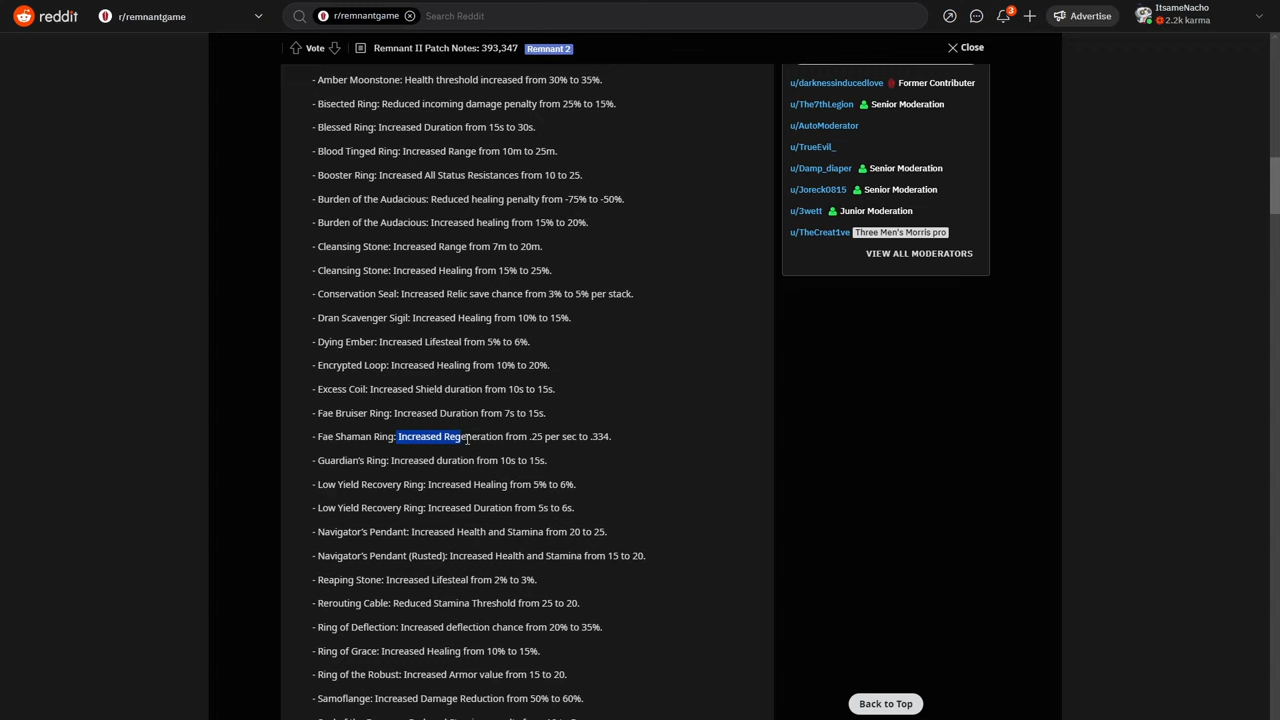 reddit
r/remnantgame
r/remnantgame
Search Reddit
3
Advertise
ItsameNacho
2.2k karma
Vote
Remnant II Patch Notes: 393,347
Remnant 2
Close
- Amber Moonstone: Health threshold increased from 30% to 35%.
- Bisected Ring: Reduced incoming damage penalty from 25% to 15%.
- Blessed Ring: Increased Duration from 15s to 30s.
- Blood Tinged Ring: Increased Range from 10m to 25m.
- Booster Ring: Increased All Status Resistances from 10 to 25.
- Burden of the Audacious: Reduced healing penalty from -75% to -50%.
- Burden of the Audacious: Increased healing from 15% to 20%.
- Cleansing Stone: Increased Range from 7m to 20m.
- Cleansing Stone: Increased Healing from 15% to 25%.
- Conservation Seal: Increased Relic save chance from 3% to 5% per stack.
- Dran Scavenger Sigil: Increased Healing from 10% to 15%.
- Dying Ember: Increased Lifesteal from 5% to 6%.
- Encrypted Loop: Increased Healing from 10% to 20%.
- Excess Coil: Increased Shield duration from 10s to 15s.
- Fae Bruiser Ring: Increased Duration from 7s to 15s.
- Fae Shaman Ring: Increased Regeneration from .25 per sec to .334.
- Guardian's Ring: Increased duration from 10s to 15s.
- Low Yield Recovery Ring: Increased Healing from 5% to 6%.
- Low Yield Recovery Ring: Increased Duration from 5s to 6s.
- Navigator's Pendant: Increased Health and Stamina from 20 to 25.
- Navigator's Pendant (Rusted): Increased Health and Stamina from 15 to 20.
- Reaping Stone: Increased Lifesteal from 2% to 3%.
- Rerouting Cable: Reduced Stamina Threshold from 25 to 20.
- Ring of Deflection: Increased deflection chance from 20% to 35%.
- Ring of Grace: Increased Healing from 10% to 15%.
- Ring of the Robust: Increased Armor value from 15 to 20.
- Samoflange: Increased Damage Reduction from 50% to 60%.
u/darknessinducedlove Former Contributer
u/The7thLegion Senior Moderation
u/AutoModerator
u/TrueEvil_
u/Damp_diaper Senior Moderation
u/Joreck0815 Senior Moderation
u/3wett Junior Moderation
u/TheCreat1ve Three Men's Morris pro
VIEW ALL MODERATORS
Back to Top